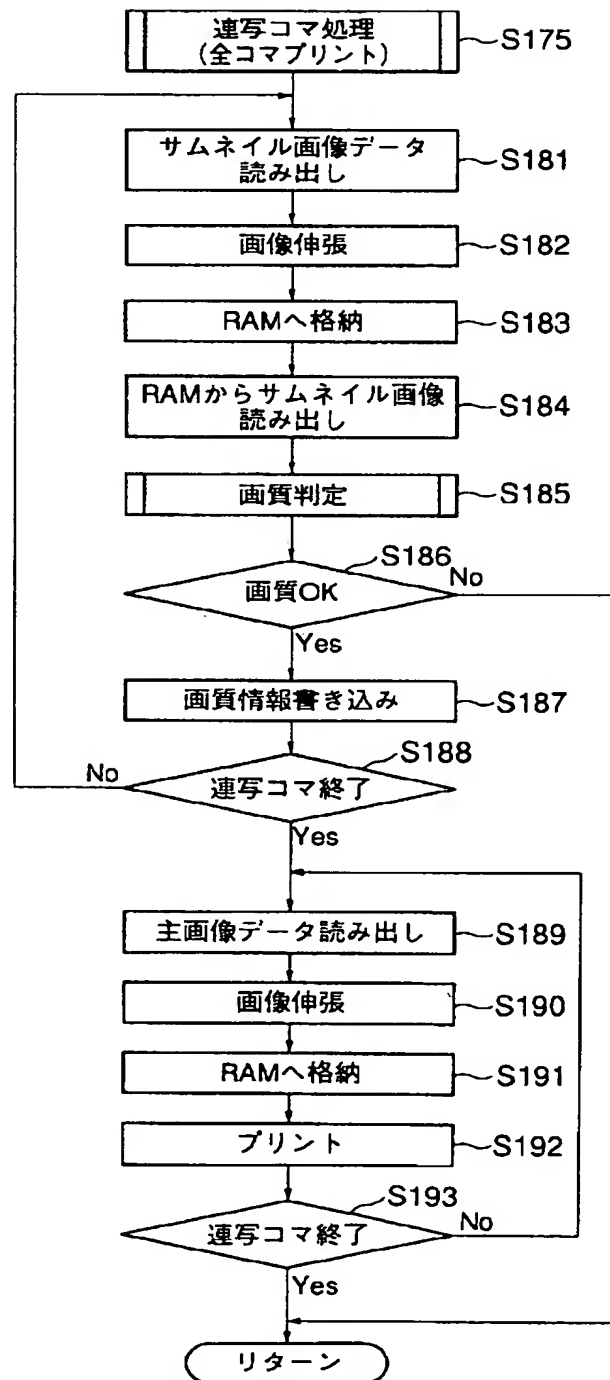 連写コマ処理
(全コマプリント)
S175
サムネイル画像データ
読み出し
S181
画像伸張
S182
RAMへ格納
S183
RAMからサムネイル画像
読み出し
S184
画質判定
S185
S186
画質OK
No
Yes
画質情報書き込み
S187
S188
No
連写コマ終了
Yes
主画像データ読み出し
S189
画像伸張
S190
RAMへ格納
S191
プリント
S192
S193
連写コマ終了
No
Yes
リターン